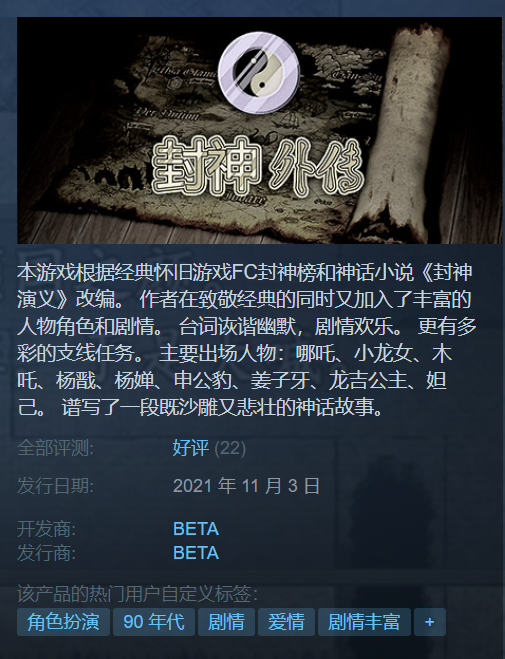 封神外传
本游戏根据经典怀旧游戏FC封神榜和神话小说《封神
演义》改编。 作者在致敬经典的同时又加入了丰富的
人物角色和剧情。 台词诙谐幽默，剧情欢乐。 更有多
彩的支线任务。 主要出场人物：哪吒、小龙女、木
吒、杨戬、杨婵、申公豹、姜子牙、龙吉公主、妲
己。 谱写了一段既沙雕又悲壮的神话故事。
全部评测: 好评 (22)
发行日期: 2021 年 11 月 3 日
开发商: BETA
发行商: BETA
该产品的热门用户自定义标签:
角色扮演 90 年代 剧情 爱情 剧情丰富 +